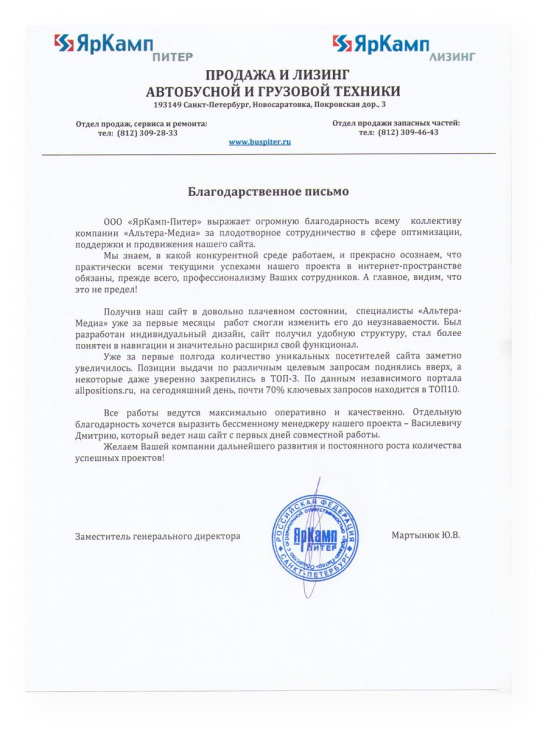 ЯрКамп ЯрКамп
ПИТЕР ЛИЗИНГ
ПРОДАЖА И ЛИЗИНГ
АВТОБУСНОЙ И ГРУЗОВОЙ ТЕХНИКИ
193149 Санкт-Петербург, Новосаратовка, Покровская дор., 3
Отдел продаж, сервиса и ремонта: Отдел продажи запасных частей:
тел: (812) 309-28-33 тел: (812) 309-46-43
www.buspiter.ru
Благодарственное письмо
ООО «ЯрКамп-Питер» выражает огромную благодарность всему коллективу
компании «Альтера-Медиа» за плодотворное сотрудничество в сфере оптимизации,
поддержки и продвижения нашего сайта.
Мы знаем, в какой конкурентной среде работаем, и прекрасно осознаем, что
практически всеми текущими успехами нашего проекта в интернет-пространстве
обязаны, прежде всего, профессионализму Ваших сотрудников. А главное, видим, что
это не предел!
Получив наш сайт в довольно плачевном состоянии, специалисты «Альтера-
Медиа» уже за первые месяцы работ смогли изменить его до неузнаваемости. Был
разработан индивидуальный дизайн, сайт получил удобную структуру, стал более
понятен в навигации и значительно расширил свой функционал.
Уже за первые полгода количество уникальных посетителей сайта заметно
увеличилось. Позиции выдачи по различным целевым запросам поднялись вверх, а
некоторые даже уверенно закрепились в ТОП-3. По данным независимого портала
allpositions.ru, на сегодняшний день, почти 70% ключевых запросов находится в ТОП10.
Все работы ведутся максимально оперативно и качественно. Отдельную
благодарность хочется выразить бессменному менеджеру нашего проекта – Василевичу
Дмитрию, который ведет наш сайт с первых дней совместной работы.
Желаем Вашей компании дальнейшего развития и постоянного роста количества
успешных проектов!
Заместитель генерального директора Мартынюк Ю.В.
РОССИЙСКАЯ ФЕДЕРАЦИЯ
ЯрКамп
ПИТЕР
САНКТ-ПЕТЕРБУРГ